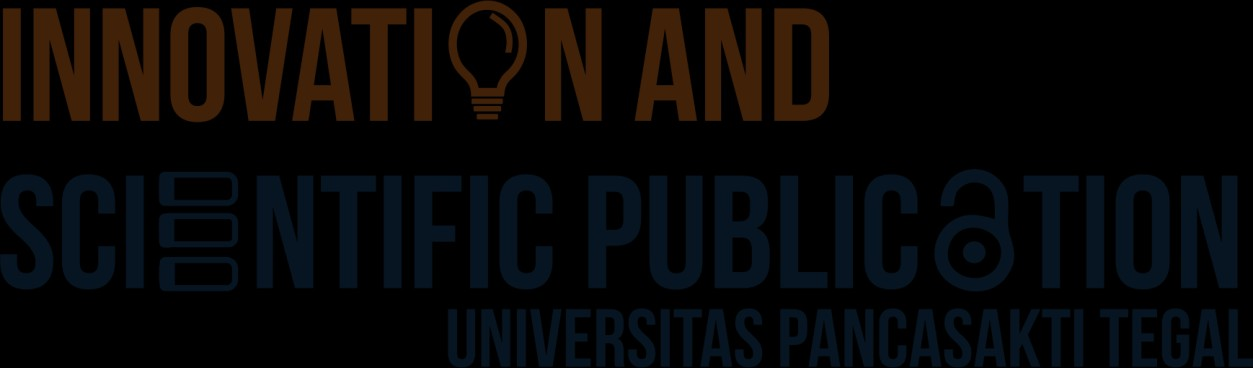 INNOVATION AND
SCIENTIFIC PUBLICATION
UNIVERSITAS PANCASAKTI TEGAL